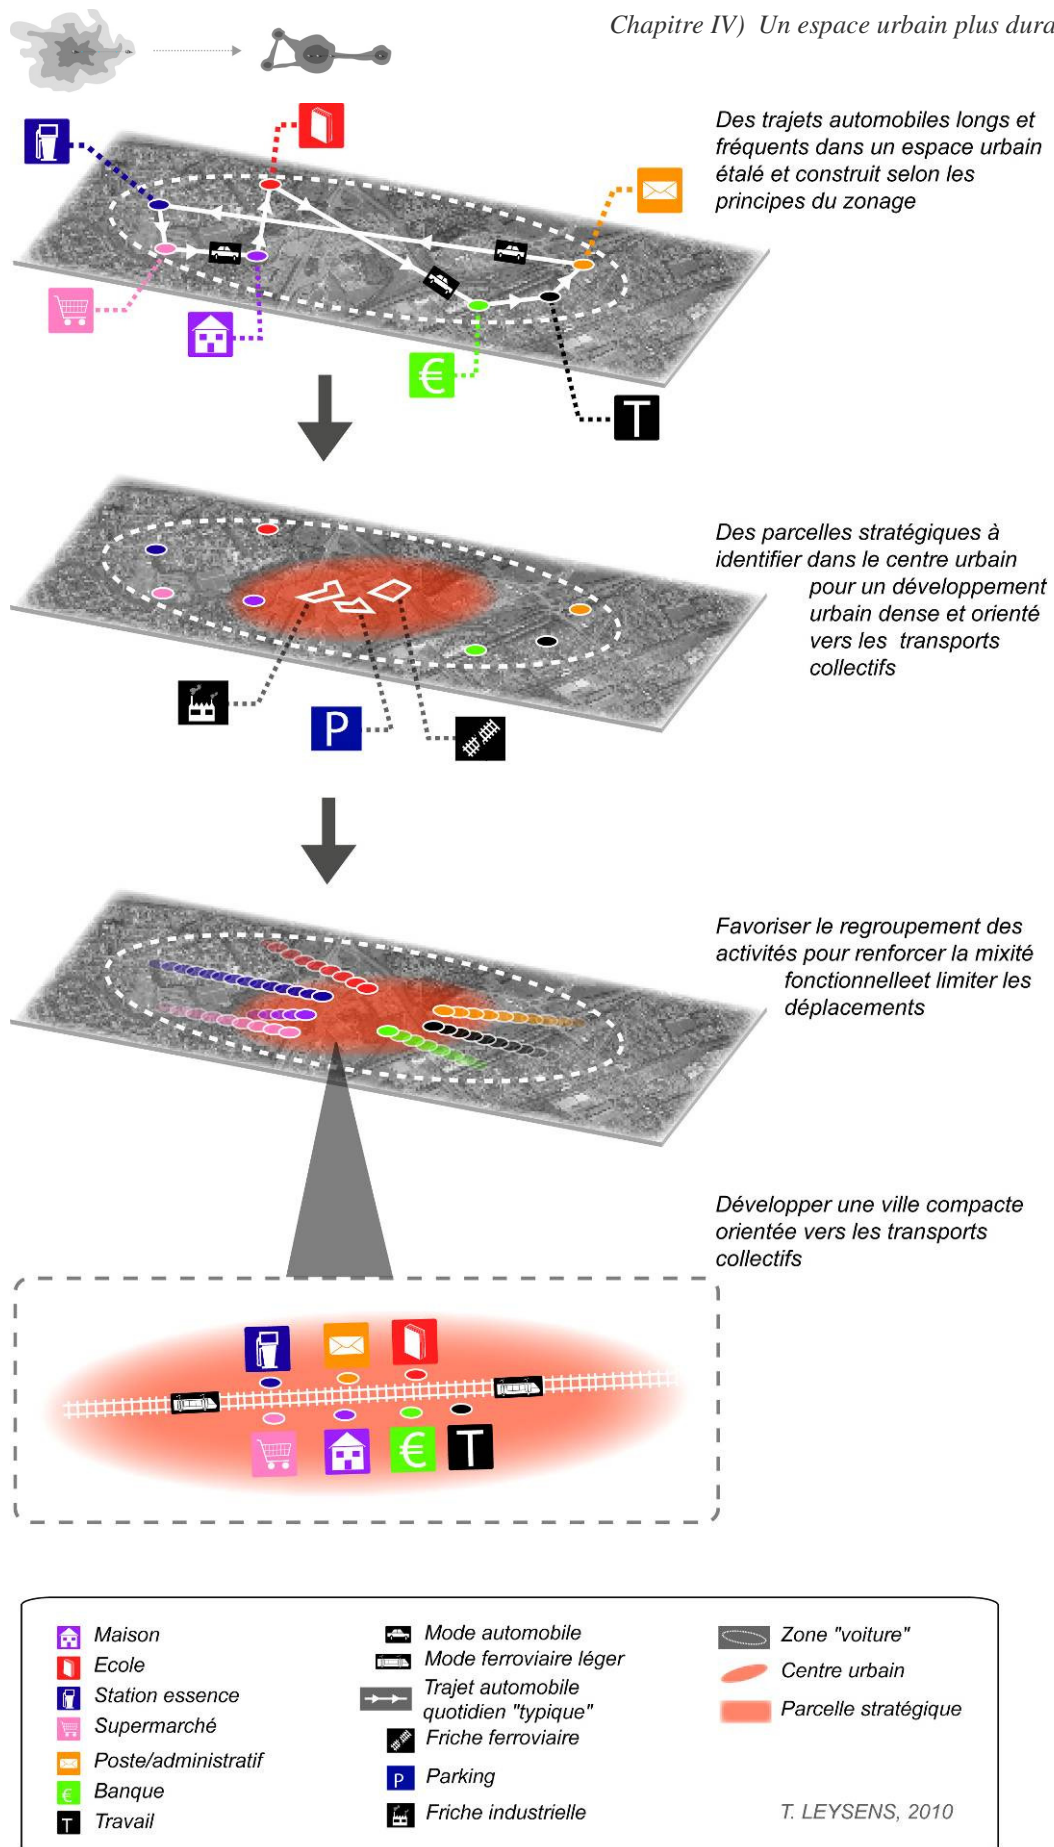 Chapitre IV) Un espace urbain plus dura
Des trajets automobiles longs et
fréquents dans un espace urbain
étalé et construit selon les
principes du zonage
€
T
Des parcelles stratégiques à
identifier dans le centre urbain
pour un développement
urbain dense et orienté
vers les transports
collectifs
P
Favoriser le regroupement des
activités pour renforcer la mixité
fonctionnelleet limiter les
déplacements
Développer une ville compacte
orientée vers les transports
collectifs
€
T
Maison
Ecole
Station essence
Supermarché
Poste/administratif
€ Banque
T Travail
Mode automobile
Mode ferroviaire léger
Trajet automobile
quotidien "typique"
Friche ferroviaire
P Parking
Friche industrielle
Zone "voiture"
Centre urbain
Parcelle stratégique
T. LEYSENS, 2010